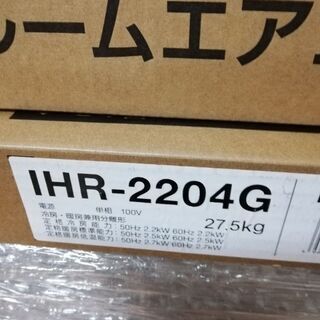 ルームエア
IHR-2204G
電源 単相 100V
27.5kg
冷房・暖房兼用分離形
定格冷房能力:50Hz 2.2kW 60Hz 2.2kW
定格暖房標準能力:50Hz 2.5kW 60Hz 2.5kW
定格暖房低温能力:50Hz 2.7kW 60Hz 2.7kW